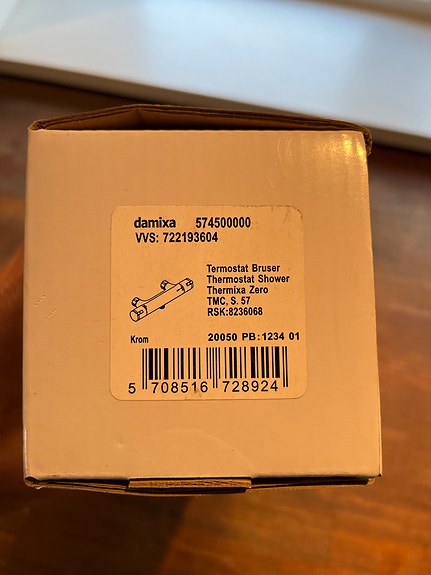 damixa 574500000
VVS: 722193604
Termostat Bruser
Thermostat Shower
Thermixa Zero
TMC, S. 57
RSK:8236068
Krom 20050 PB:1234 01
5 708516 728924